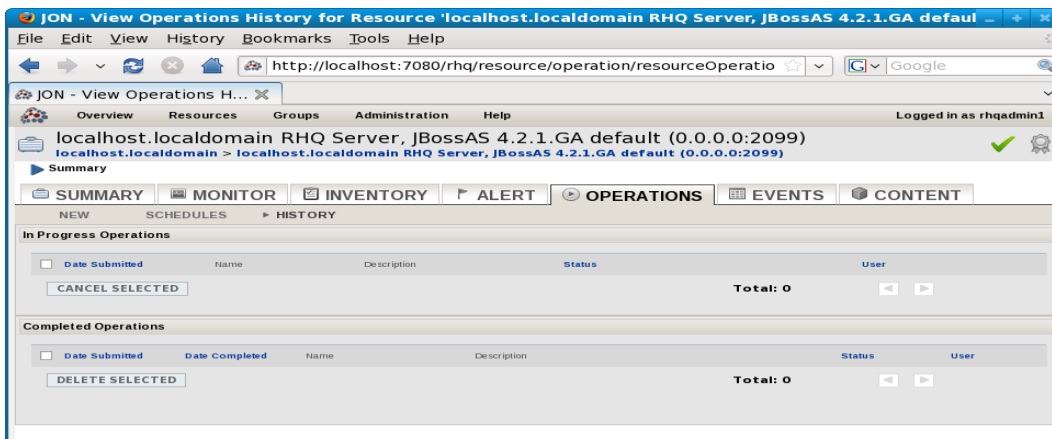 JON - View Operations History for Resource 'localhost.localdomain RHQ Server, JBossAS 4.2.1.GA defaul
File Edit View History Bookmarks Tools Help
http://localhost:7080/rhq/resource/operation/resourceOperatio G Google
JON - View Operations H...
Overview Resources Groups Administration Help Logged in as rhqadmin1
localhost.localdomain RHQ Server, JBossAS 4.2.1.GA default (0.0.0.0:2099)
localhost.localdomain > localhost.localdomain RHQ Server, JBossAS 4.2.1.GA default (0.0.0.0:2099)
Summary
SUMMARY MONITOR INVENTORY ALERT OPERATIONS EVENTS CONTENT
NEW SCHEDULES HISTORY
In Progress Operations
Date Submitted Name Description Status User
CANCEL SELECTED Total: 0
Completed Operations
Date Submitted Date Completed Name Description Status User
DELETE SELECTED Total: 0